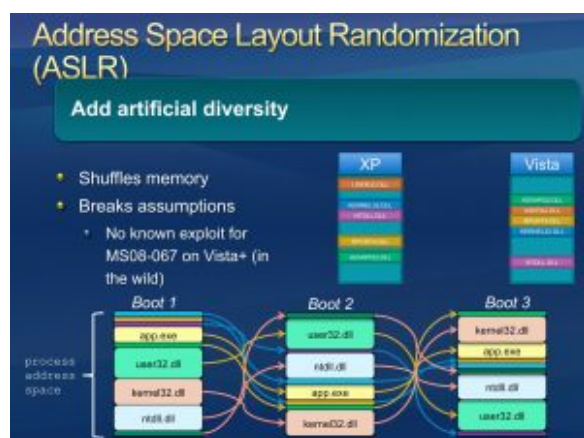 Address Space Layout Randomization
(ASLR)
Add artificial diversity
Shuffles memory
Breaks assumptions
No known exploit for
MS08-067 on Vista+ (in
the wild)
XP
Vista
Boot 1
Boot 2
Boot 3
process
address
space
app.exe
user32.dll
kernel32.dll
ntdll.dll
user32.dll
ntdll.dll
app.exe
kernel32.dll
kernel32.dll
app.exe
ntdll.dll
user32.dll